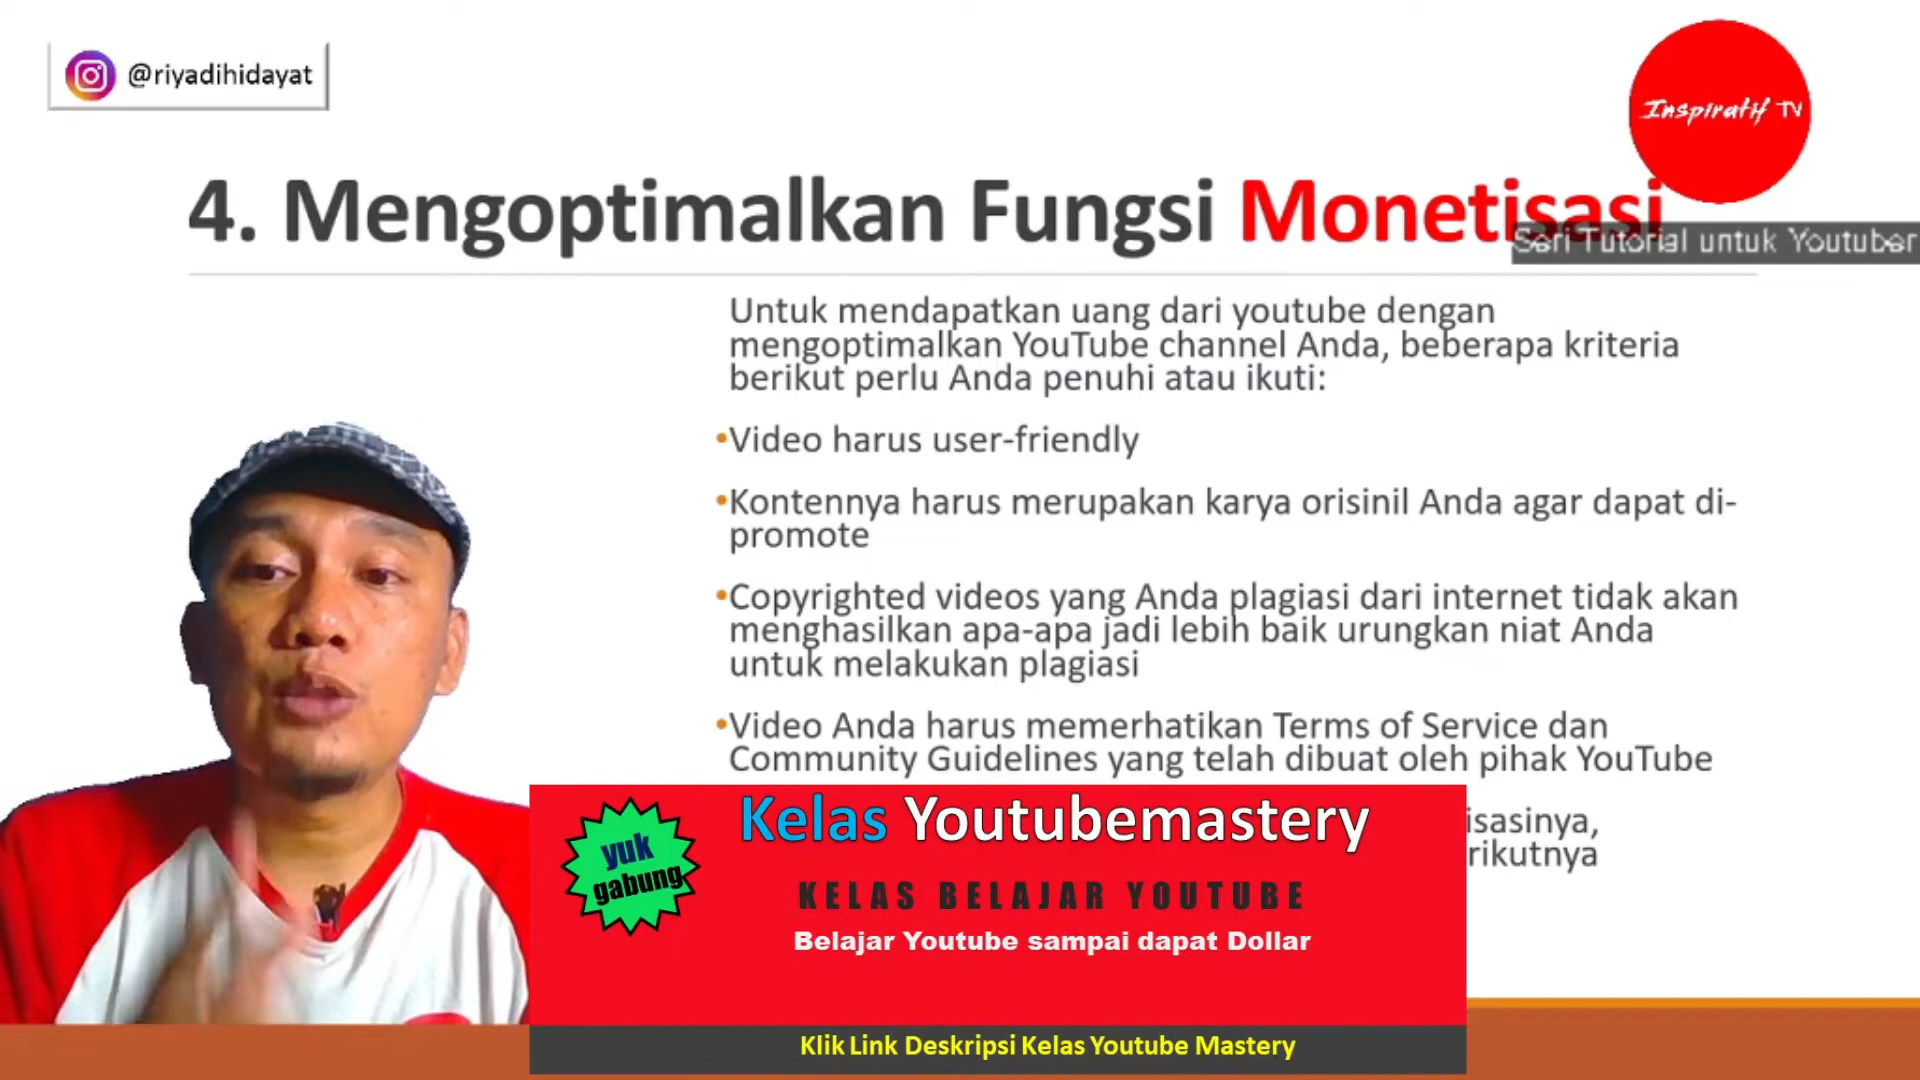 @riyadihidayat
Inspiratif TV
4. Mengoptimalkan Fungsi Monetisasi
Seri Tutorial untuk Youtuber
Untuk mendapatkan uang dari youtube dengan
mengoptimalkan YouTube channel Anda, beberapa kriteria
berikut perlu Anda penuhi atau ikuti:
•Video harus user-friendly
•Kontennya harus merupakan karya orisinil Anda agar dapat di-
promote
•Copyrighted videos yang Anda plagiasi dari internet tidak akan
menghasilkan apa-apa jadi lebih baik urungkan niat Anda
untuk melakukan plagiasi
•Video Anda harus memerhatikan Terms of Service dan
Community Guidelines yang telah dibuat oleh pihak YouTube
isasinya,
rikutnya
yuk
gabung
Kelas Youtubemastery
KELAS BELAJAR YOUTUBE
Belajar Youtube sampai dapat Dollar
Klik Link Deskripsi Kelas Youtube Mastery